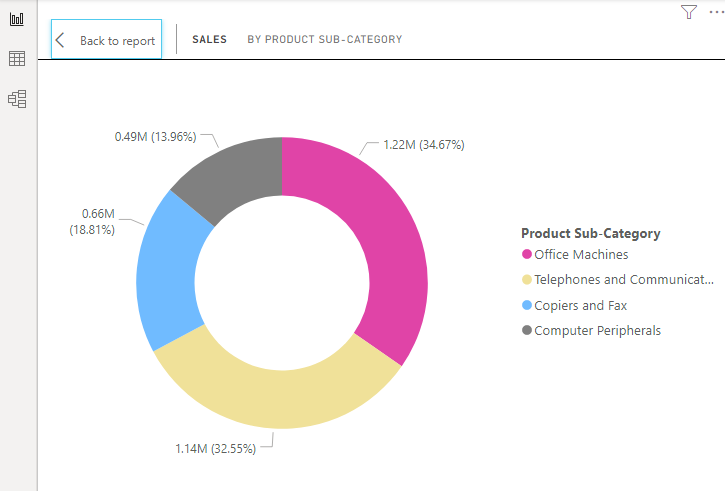 Back to report
SALES BY PRODUCT SUB-CATEGORY
0.49M (13.96%)
1.22M (34.67%)
0.66M
(18.81%)
1.14M (32.55%)
Product Sub-Category
Office Machines
Telephones and Communicat...
Copiers and Fax
Computer Peripherals